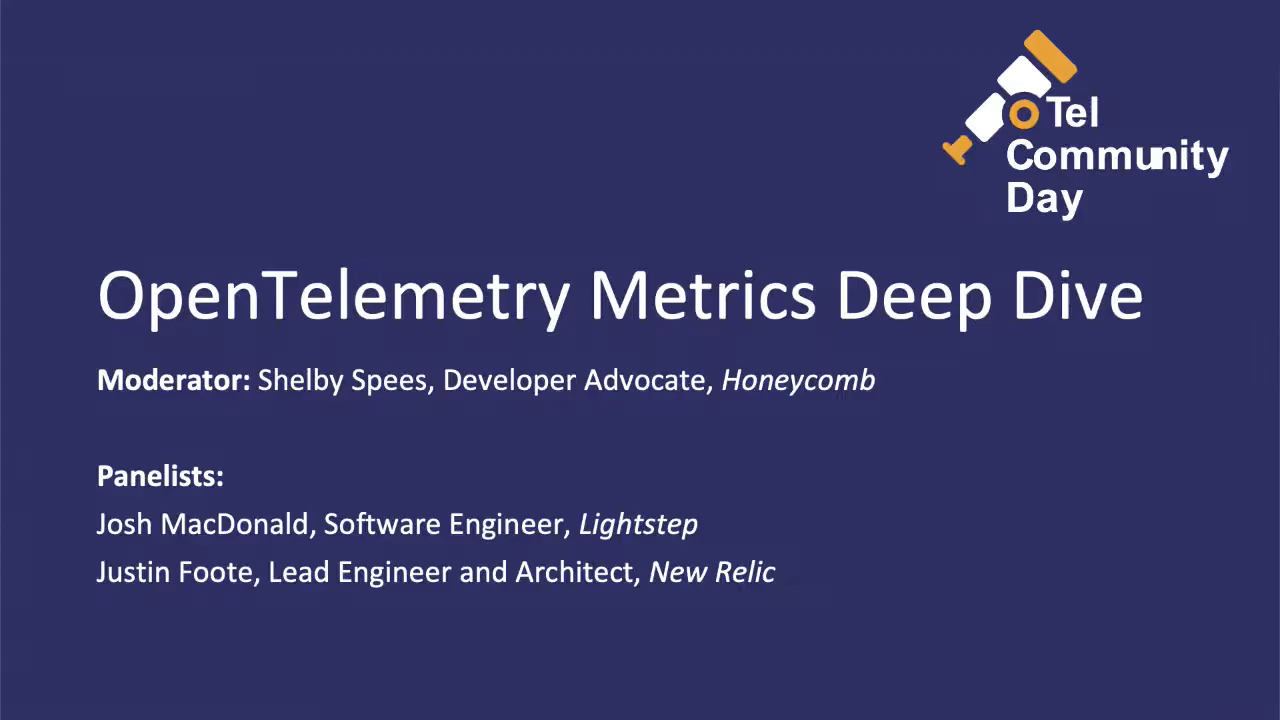 OTel
Community
Day
OpenTelemetry Metrics Deep Dive
Moderator: Shelby Spees, Developer Advocate, Honeycomb
Panelists:
Josh MacDonald, Software Engineer, Lightstep
Justin Foote, Lead Engineer and Architect, New Relic